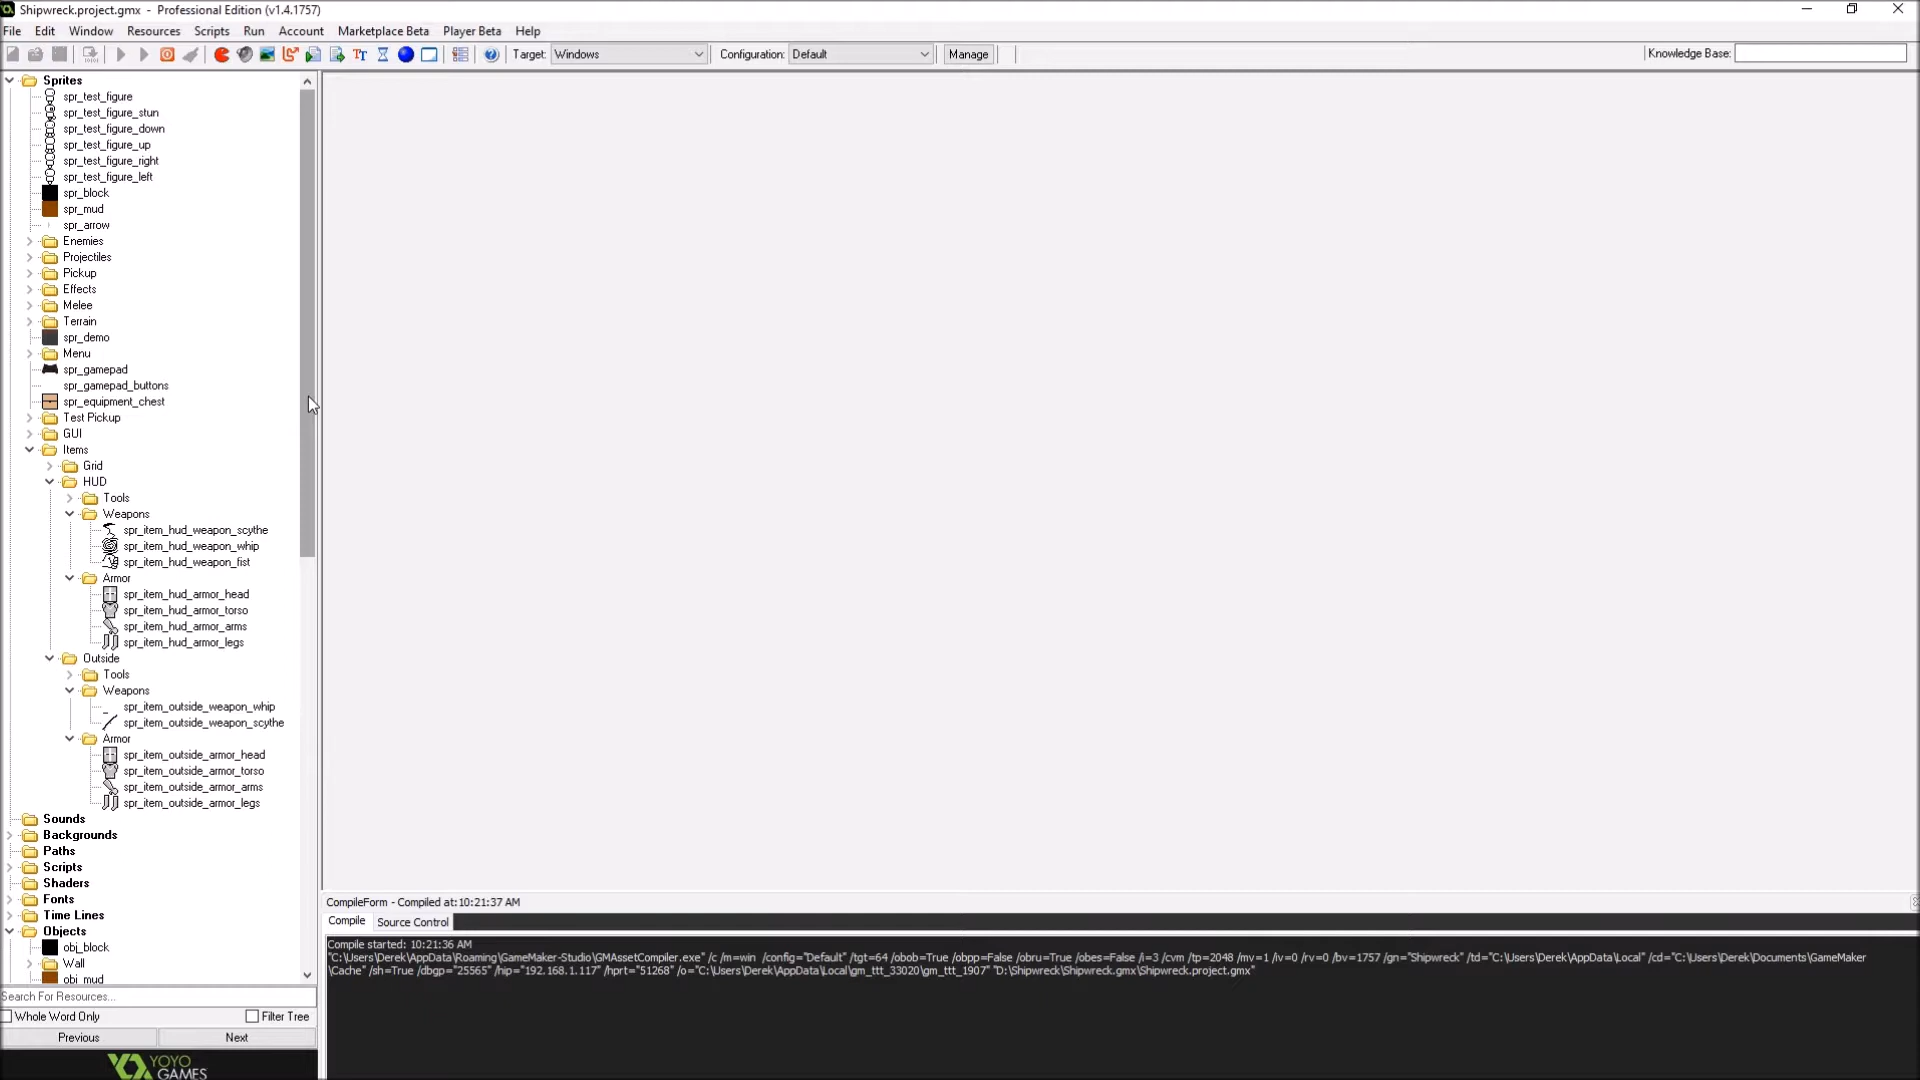 Shipwreck.project.gmx - Professional Edition (v1.4.1757)
File Edit Window Resources Scripts Run Account Marketplace Beta Player Beta Help
Target: Windows Configuration: Default Manage Knowledge Base:
Sprites
spr_test_figure
spr_test_figure_stun
spr_test_figure_down
spr_test_figure_up
spr_test_figure_right
spr_test_figure_left
spr_block
spr_mud
spr_arrow
Enemies
Projectiles
Pickup
Effects
Melee
Terrain
spr_demo
Menu
spr_gamepad
spr_gamepad_buttons
spr_equipment_chest
Test Pickup
GUI
Items
Grid
HUD
Tools
Weapons
spr_item_hud_weapon_scythe
spr_item_hud_weapon_whip
spr_item_hud_weapon_fist
Armor
spr_item_hud_armor_head
spr_item_hud_armor_torso
spr_item_hud_armor_arms
spr_item_hud_armor_legs
Outside
Tools
Weapons
spr_item_outside_weapon_whip
spr_item_outside_weapon_scythe
Armor
spr_item_outside_armor_head
spr_item_outside_armor_torso
spr_item_outside_armor_arms
spr_item_outside_armor_legs
Sounds
Backgrounds
Paths
Scripts
Shaders
Fonts
Time Lines
Objects
obj_block
Wall
obj_mud
Search For Resources...
Whole Word Only Filter Tree
Previous Next
YOYO
GAMES
CompileForm - Compiled at:10:21:37 AM
Compile Source Control
Compile started: 10:21:36 AM
"C:\Users\Derek\AppData\Roaming\GameMaker-Studio\GMAssetCompiler.exe" /c /m=win /config="Default" /tgt=64 /obob=True /obpp=False /obru=True /obes=False /i=3 /cvm /tp=2048 /mv=1 /iv=0 /rv=0 /bv=1757 /gn="Shipwreck" /td="C:\Users\Derek\AppData\Local" /cd="C:\Users\Derek\Documents\GameMaker
\Cache" /sh=True /dbgp="25565" /hip="192.168.1.117" /hprt="51268" /o="C:\Users\Derek\AppData\Local\gm_ttt_33020\gm_ttt_1907" "D:\Shipwreck\Shipwreck.gmx\Shipwreck.project.gmx"